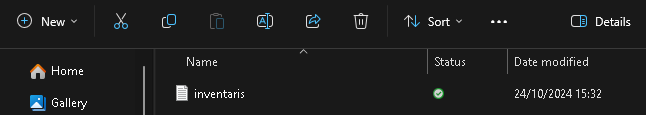 New Sort Details
Home Name Status Date modified
Gallery inventaris 24/10/2024 15:32